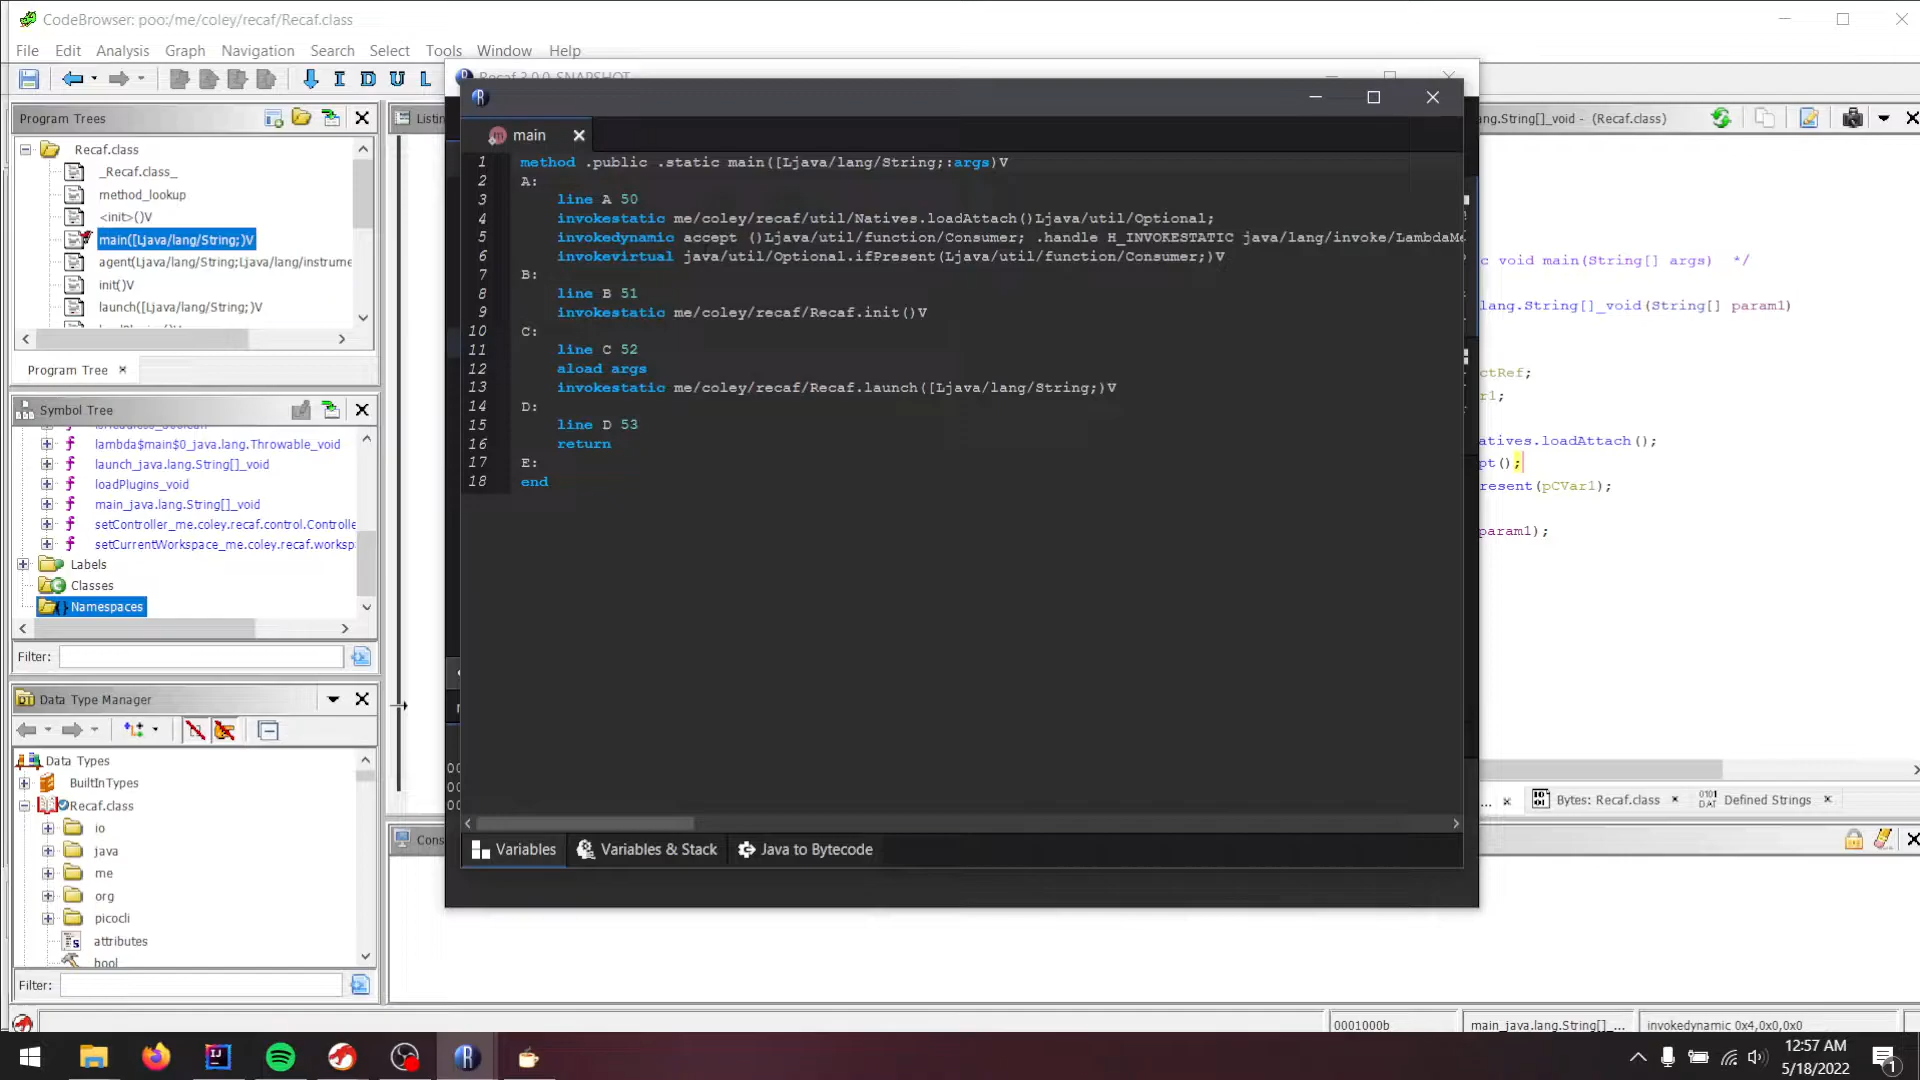 CodeBrowser: poo:/me/coley/recaf/Recaf.class
File Edit Analysis Graph Navigation Search Select Tools Window Help
I D U L
Program Trees
Recaf.class
_Recaf.class_
method_lookup
<init>()V
main([Ljava/lang/String;)V
agent(Ljava/lang/String;Ljava/lang/instrume
init()V
launch([Ljava/lang/String;)V
Program Tree
Symbol Tree
lambda$main$0_java.lang.Throwable_void
launch_java.lang.String[]_void
loadPlugins_void
main_java.lang.String[]_void
setController_me.coley.recaf.control.Controlle
setCurrentWorkspace_me.coley.recaf.worksp
Labels
Classes
Namespaces
Filter:
Data Type Manager
Data Types
BuiltInTypes
Recaf.class
io
java
me
org
picocli
attributes
bool
Filter:
Listin
Recaf 3.0.0-SNAPSHOT
main
1 method .public .static main([Ljava/lang/String;:args)V
2 A:
3 line A 50
4 invokestatic me/coley/recaf/util/Natives.loadAttach()Ljava/util/Optional;
5 invokedynamic accept ()Ljava/util/function/Consumer; .handle H_INVOKESTATIC java/lang/invoke/LambdaMe
6 invokevirtual java/util/Optional.ifPresent(Ljava/util/function/Consumer;)V
7 B:
8 line B 51
9 invokestatic me/coley/recaf/Recaf.init()V
10 C:
11 line C 52
12 aload args
13 invokestatic me/coley/recaf/Recaf.launch([Ljava/lang/String;)V
14 D:
15 line D 53
16 return
17 E:
18 end
Variables Variables & Stack Java to Bytecode
Cons
ang.String[]_void - (Recaf.class)
c void main(String[] args) */
lang.String[]_void(String[] param1)
ctRef;
r1;
atives.loadAttach();
pt();
resent(pCVar1);
param1);
... Bytes: Recaf.class Defined Strings
0001000b main_java.lang.String[]_... invokedynamic 0x4,0x0,0x0
12:57 AM
5/18/2022
1